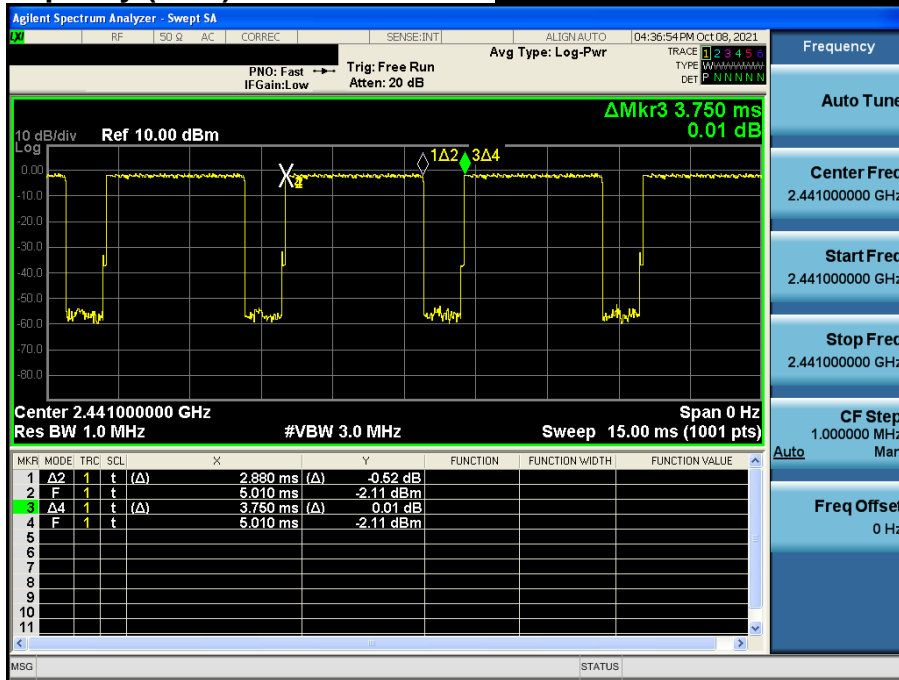 Agilent Spectrum Analyzer - Swept SA
LXI RF 50 Ω AC CORREC SENSE:INT ALIGN AUTO 04:36:54 PM Oct 08, 2021
Frequency
Avg Type: Log-Pwr
TRACE 1 2 3 4 5 6
PNO: Fast Trig: Free Run
TYPE WWWWWW
IFGain:Low Atten: 20 dB
DET P N N N N N
Auto Tune
ΔMkr3 3.750 ms
10 dB/div Ref 10.00 dBm 0.01 dB
Log
1Δ2 3Δ4
0.00
-10.0
-20.0
-30.0
-40.0
-50.0
-60.0
-70.0
-80.0
Center Freq
2.441000000 GHz
Start Freq
2.441000000 GHz
Stop Freq
2.441000000 GHz
Center 2.441000000 GHz Span 0 Hz
Res BW 1.0 MHz #VBW 3.0 MHz Sweep 15.00 ms (1001 pts)
CF Step
1.000000 MHz
Auto Man
MKR MODE TRC SCL X Y FUNCTION FUNCTION WIDTH FUNCTION VALUE
1 Δ2 1 t (Δ) 2.880 ms (Δ) -0.52 dB
2 F 1 t 5.010 ms -2.11 dBm
3 Δ4 1 t (Δ) 3.750 ms (Δ) 0.01 dB
4 F 1 t 5.010 ms -2.11 dBm
5
6
7
8
9
10
11
Freq Offset
0 Hz
MSG STATUS